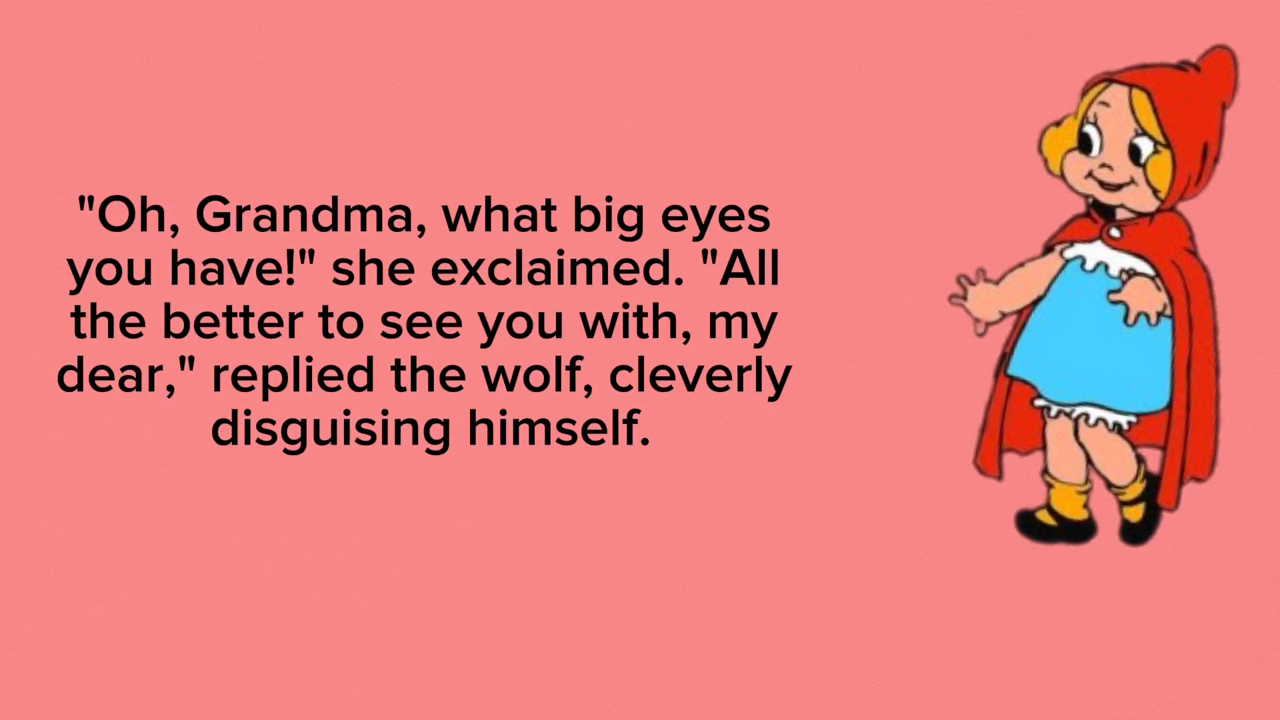 "Oh, Grandma, what big eyes
you have!" she exclaimed. "All
the better to see you with, my
dear," replied the wolf, cleverly
disguising himself.